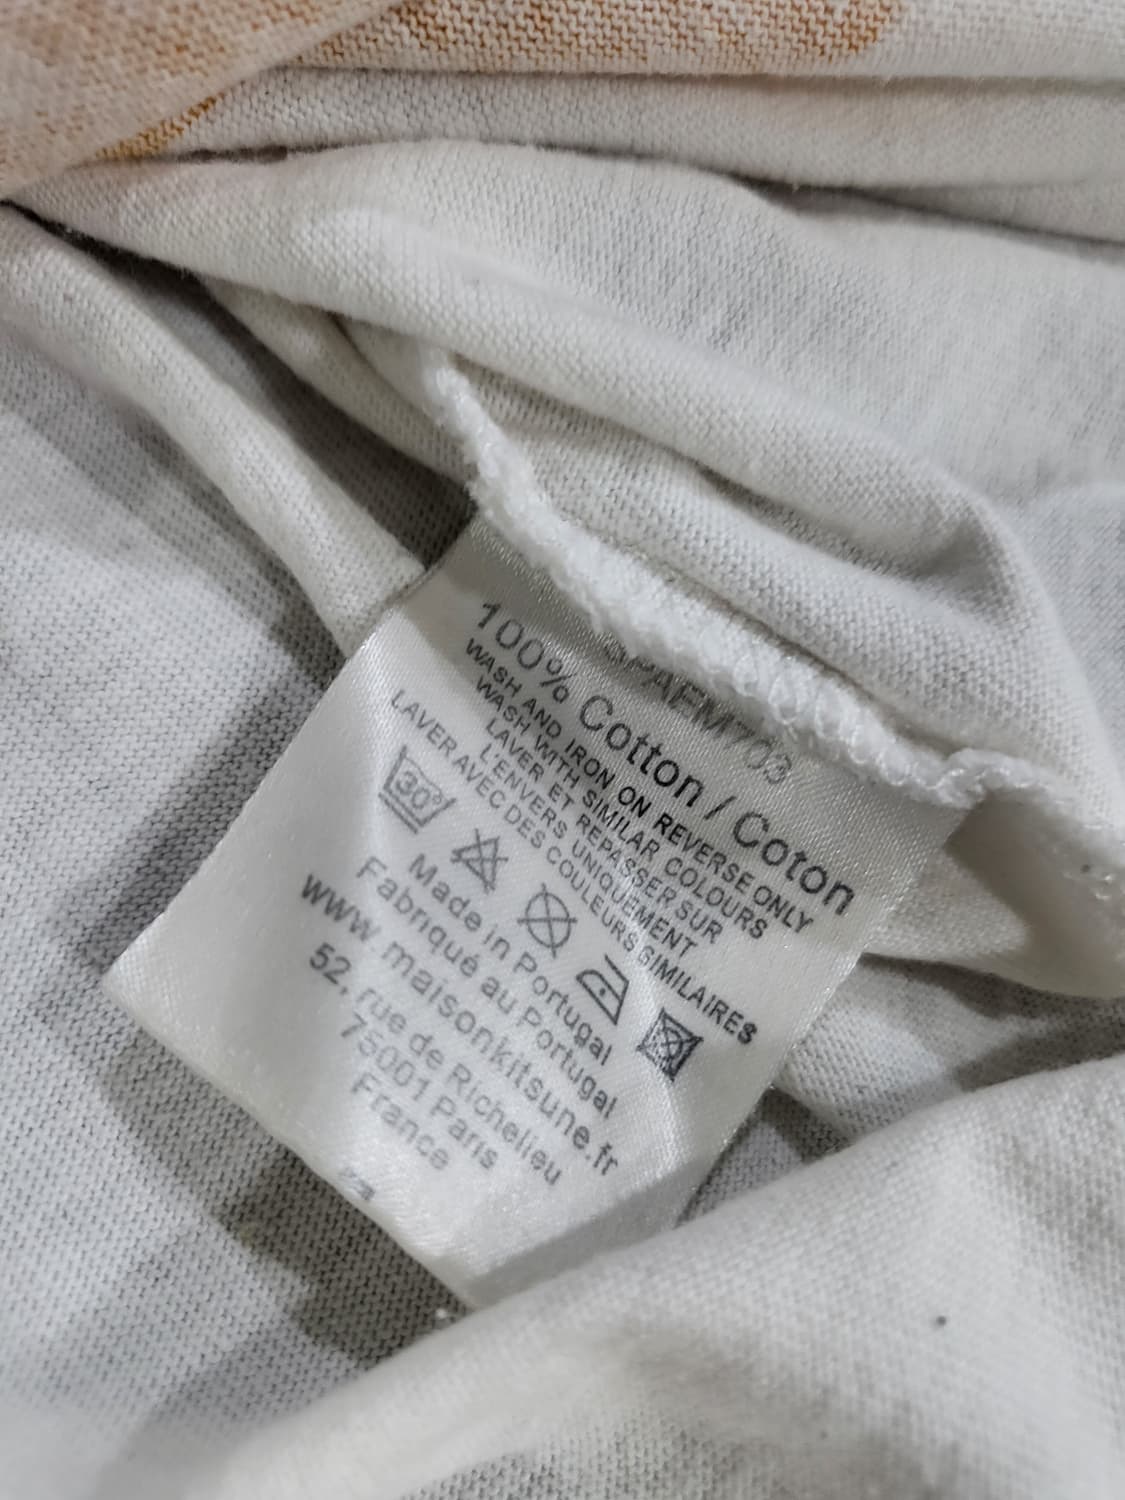 SPAFM703
100% Cotton / Coton
WASH AND IRON ON REVERSE ONLY
WASH WITH SIMILAR COLOURS
LAVER ET REPASSER SUR
L'ENVERS UNIQUEMENT
LAVER AVEC DES COULEURS SIMILAIRES
30°
Made in Portugal
Fabriqué au Portugal
www.maisonkitsune.fr
52, rue de Richelieu
75001 Paris
France